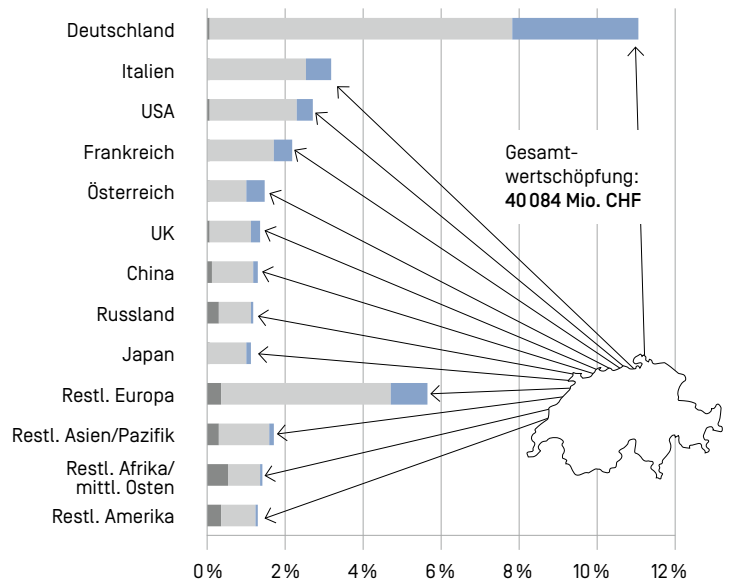 Deutschland
Italien
USA
Frankreich
Österreich
UK
China
Russland
Japan
Restl. Europa
Restl. Asien/Pazifik
Restl. Afrika/
mittl. Osten
Restl. Amerika
Gesamt-
wertschöpfung:
40 084 Mio. CHF
0 % 2 % 4 % 6 % 8 % 10 % 12 %